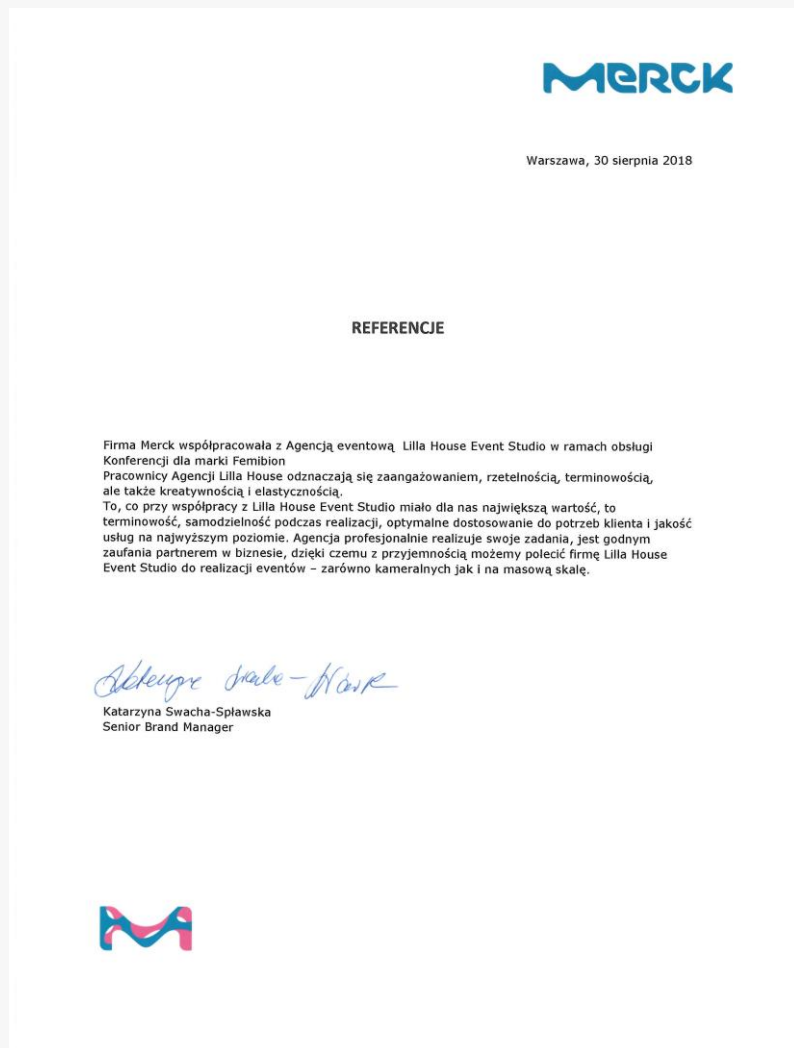 MERCK
Warszawa, 30 sierpnia 2018
REFERENCJE
Firma Merck współpracowała z Agencją eventową Lilla House Event Studio w ramach obsługi
Konferencji dla marki Femibion
Pracownicy Agencji Lilla House odznaczają się zaangażowaniem, rzetelnością, terminowością,
ale także kreatywnością i elastycznością.
To, co przy współpracy z Lilla House Event Studio miało dla nas największą wartość, to
terminowość, samodzielność podczas realizacji, optymalne dostosowanie do potrzeb klienta i jakość
usług na najwyższym poziomie. Agencja profesjonalnie realizuje swoje zadania, jest godnym
zaufania partnerem w biznesie, dzięki czemu z przyjemnością możemy polecić firmę Lilla House
Event Studio do realizacji eventów – zarówno kameralnych jak i na masową skalę.
Katarzyna Swacha-Spławska
Senior Brand Manager